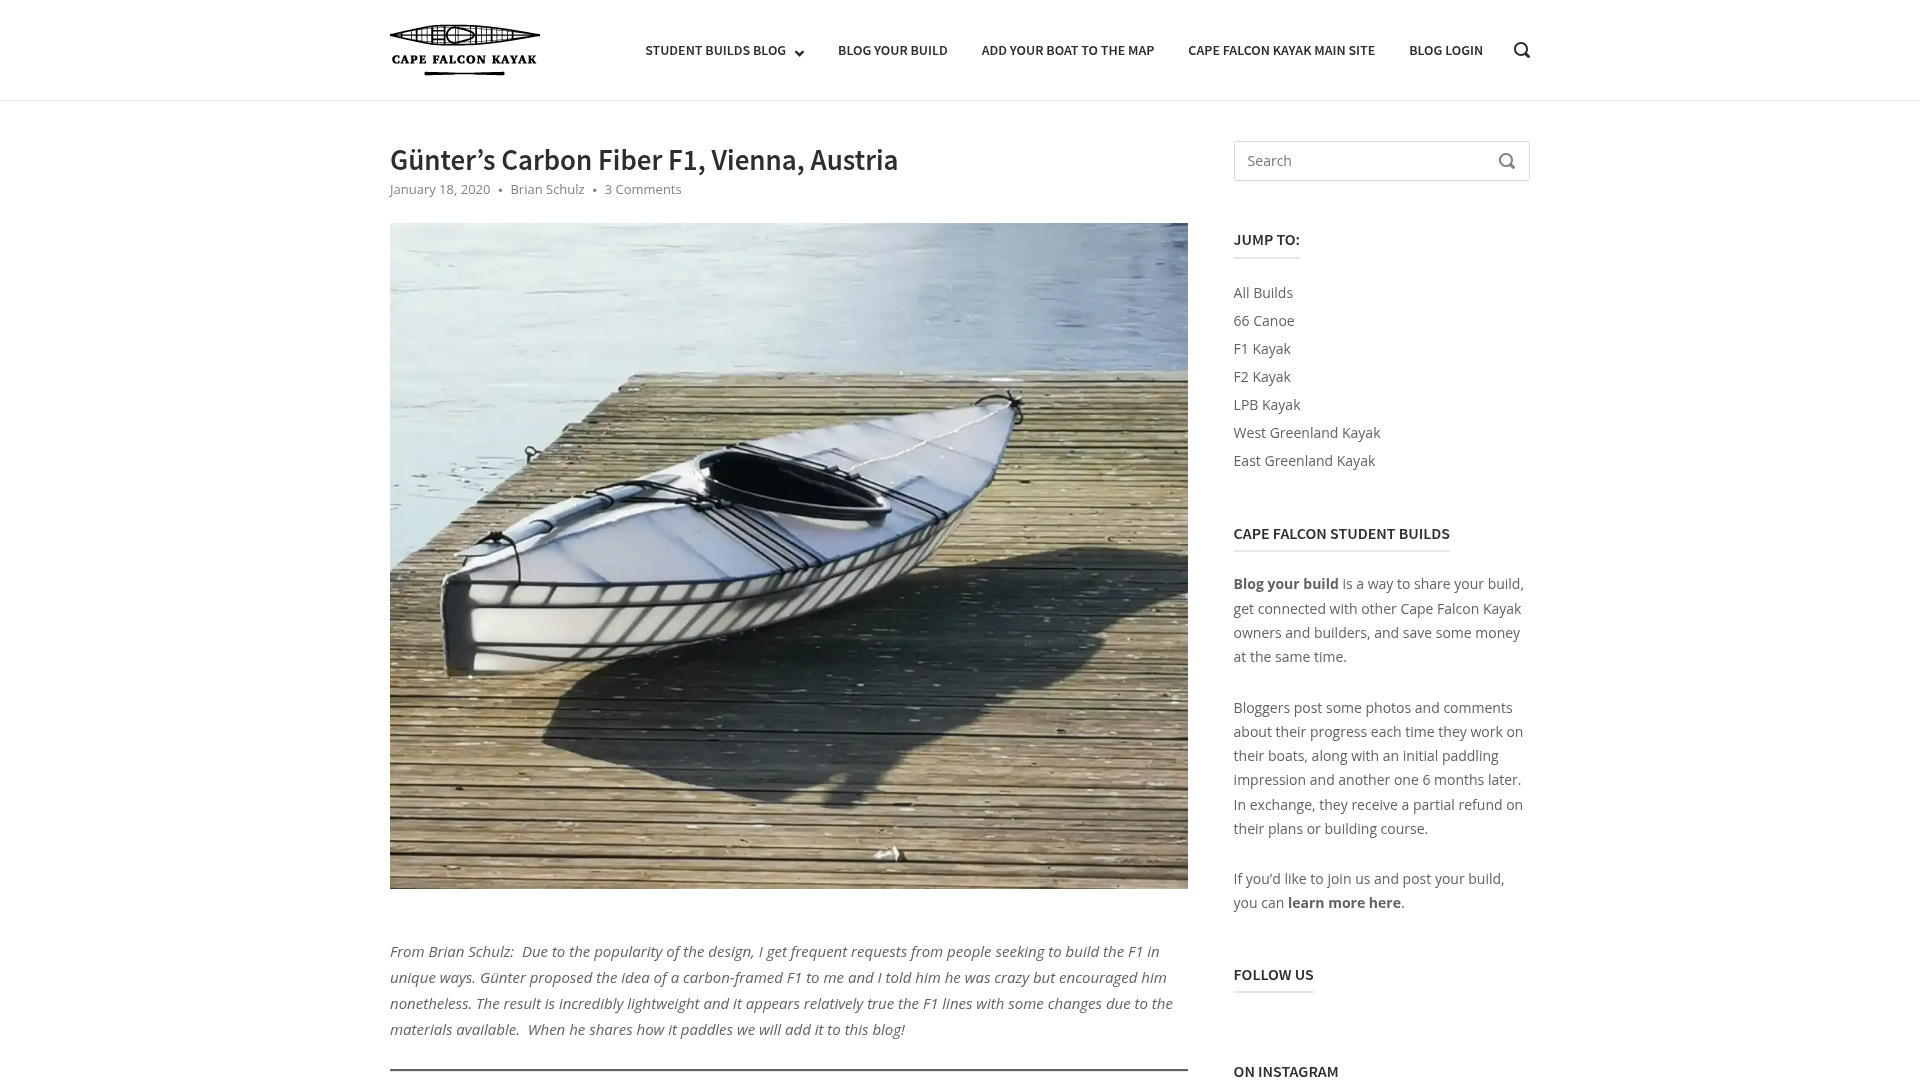 CAPE FALCON KAYAK
STUDENT BUILDS BLOG
BLOG YOUR BUILD
ADD YOUR BOAT TO THE MAP
CAPE FALCON KAYAK MAIN SITE
BLOG LOGIN
Günter’s Carbon Fiber F1, Vienna, Austria
January 18, 2020 • Brian Schulz • 3 Comments
From Brian Schulz:  Due to the popularity of the design, I get frequent requests from people seeking to build the F1 in
unique ways. Günter proposed the idea of a carbon-framed F1 to me and I told him he was crazy but encouraged him
nonetheless. The result is incredibly lightweight and it appears relatively true the F1 lines with some changes due to the
materials available.  When he shares how it paddles we will add it to this blog!
Search
JUMP TO:
All Builds
66 Canoe
F1 Kayak
F2 Kayak
LPB Kayak
West Greenland Kayak
East Greenland Kayak
CAPE FALCON STUDENT BUILDS
Blog your build is a way to share your build,
get connected with other Cape Falcon Kayak
owners and builders, and save some money
at the same time.
Bloggers post some photos and comments
about their progress each time they work on
their boats, along with an initial paddling
impression and another one 6 months later.
In exchange, they receive a partial refund on
their plans or building course.
If you’d like to join us and post your build,
you can learn more here.
FOLLOW US
ON INSTAGRAM